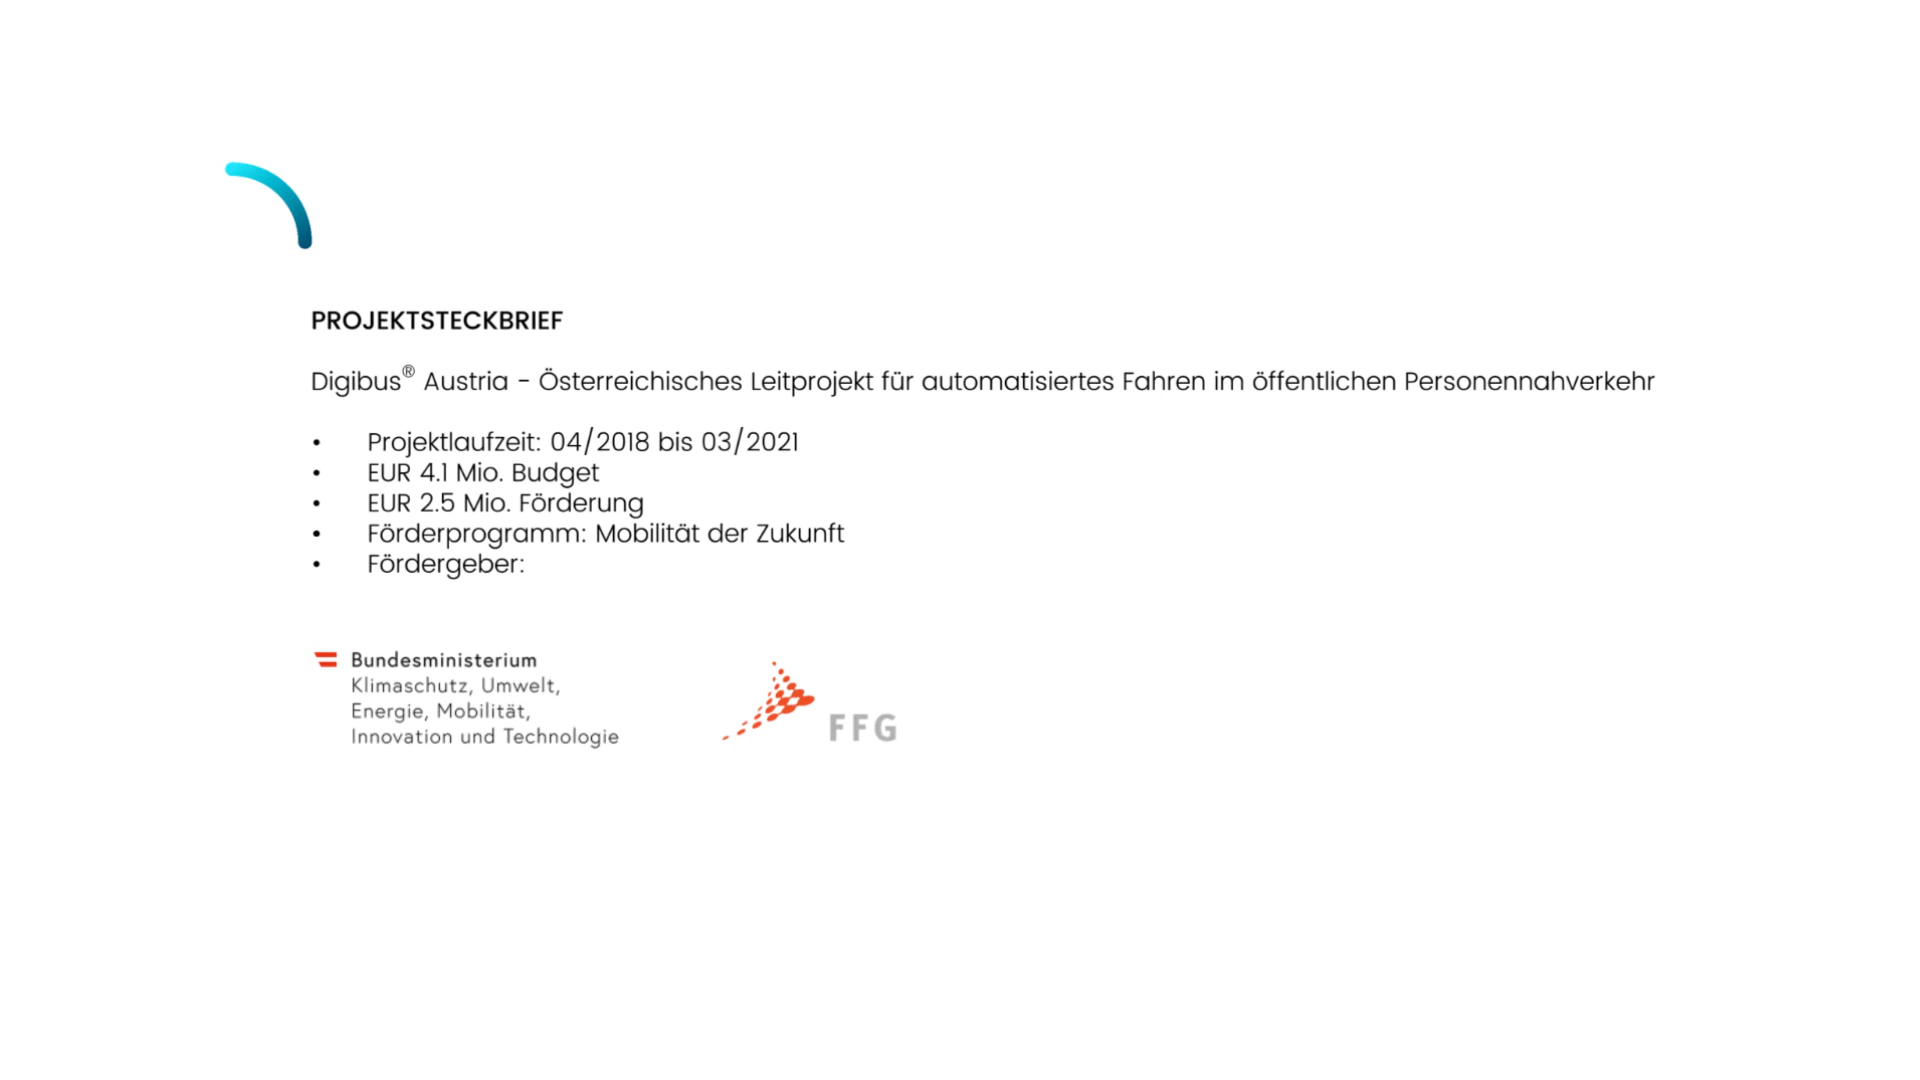 PROJEKTSTECKBRIEF
Digibus® Austria - Österreichisches Leitprojekt für automatisiertes Fahren im öffentlichen Personennahverkehr
• Projektlaufzeit: 04/2018 bis 03/2021
• EUR 4.1 Mio. Budget
• EUR 2.5 Mio. Förderung
• Förderprogramm: Mobilität der Zukunft
• Fördergeber:
Bundesministerium
Klimaschutz, Umwelt,
Energie, Mobilität,
Innovation und Technologie
FFG